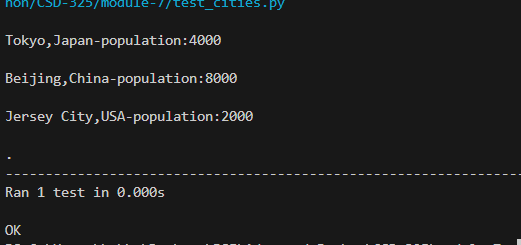 hon/CSD-325/module-7/test_cities.py
Tokyo,Japan-population:4000
Beijing,China-population:8000
Jersey City,USA-population:2000
.
----------------------------------------------------------------------
Ran 1 test in 0.000s
OK